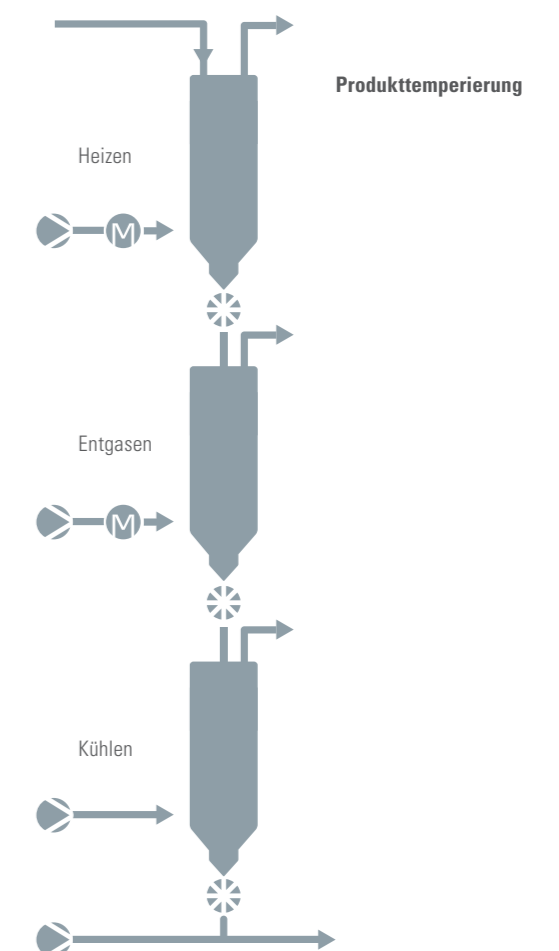 Produkttemperierung
Heizen
M
Entgasen
M
Kühlen